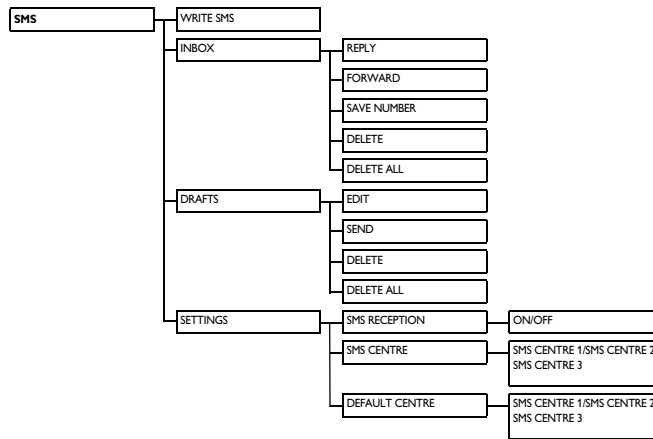 SMS
WRITE SMS
INBOX
REPLY
FORWARD
SAVE NUMBER
DELETE
DELETE ALL
DRAFTS
EDIT
SEND
DELETE
DELETE ALL
SETTINGS
SMS RECEPTION
ON/OFF
SMS CENTRE
SMS CENTRE 1/SMS CENTRE 2
SMS CENTRE 3
DEFAULT CENTRE
SMS CENTRE 1/SMS CENTRE 2
SMS CENTRE 3